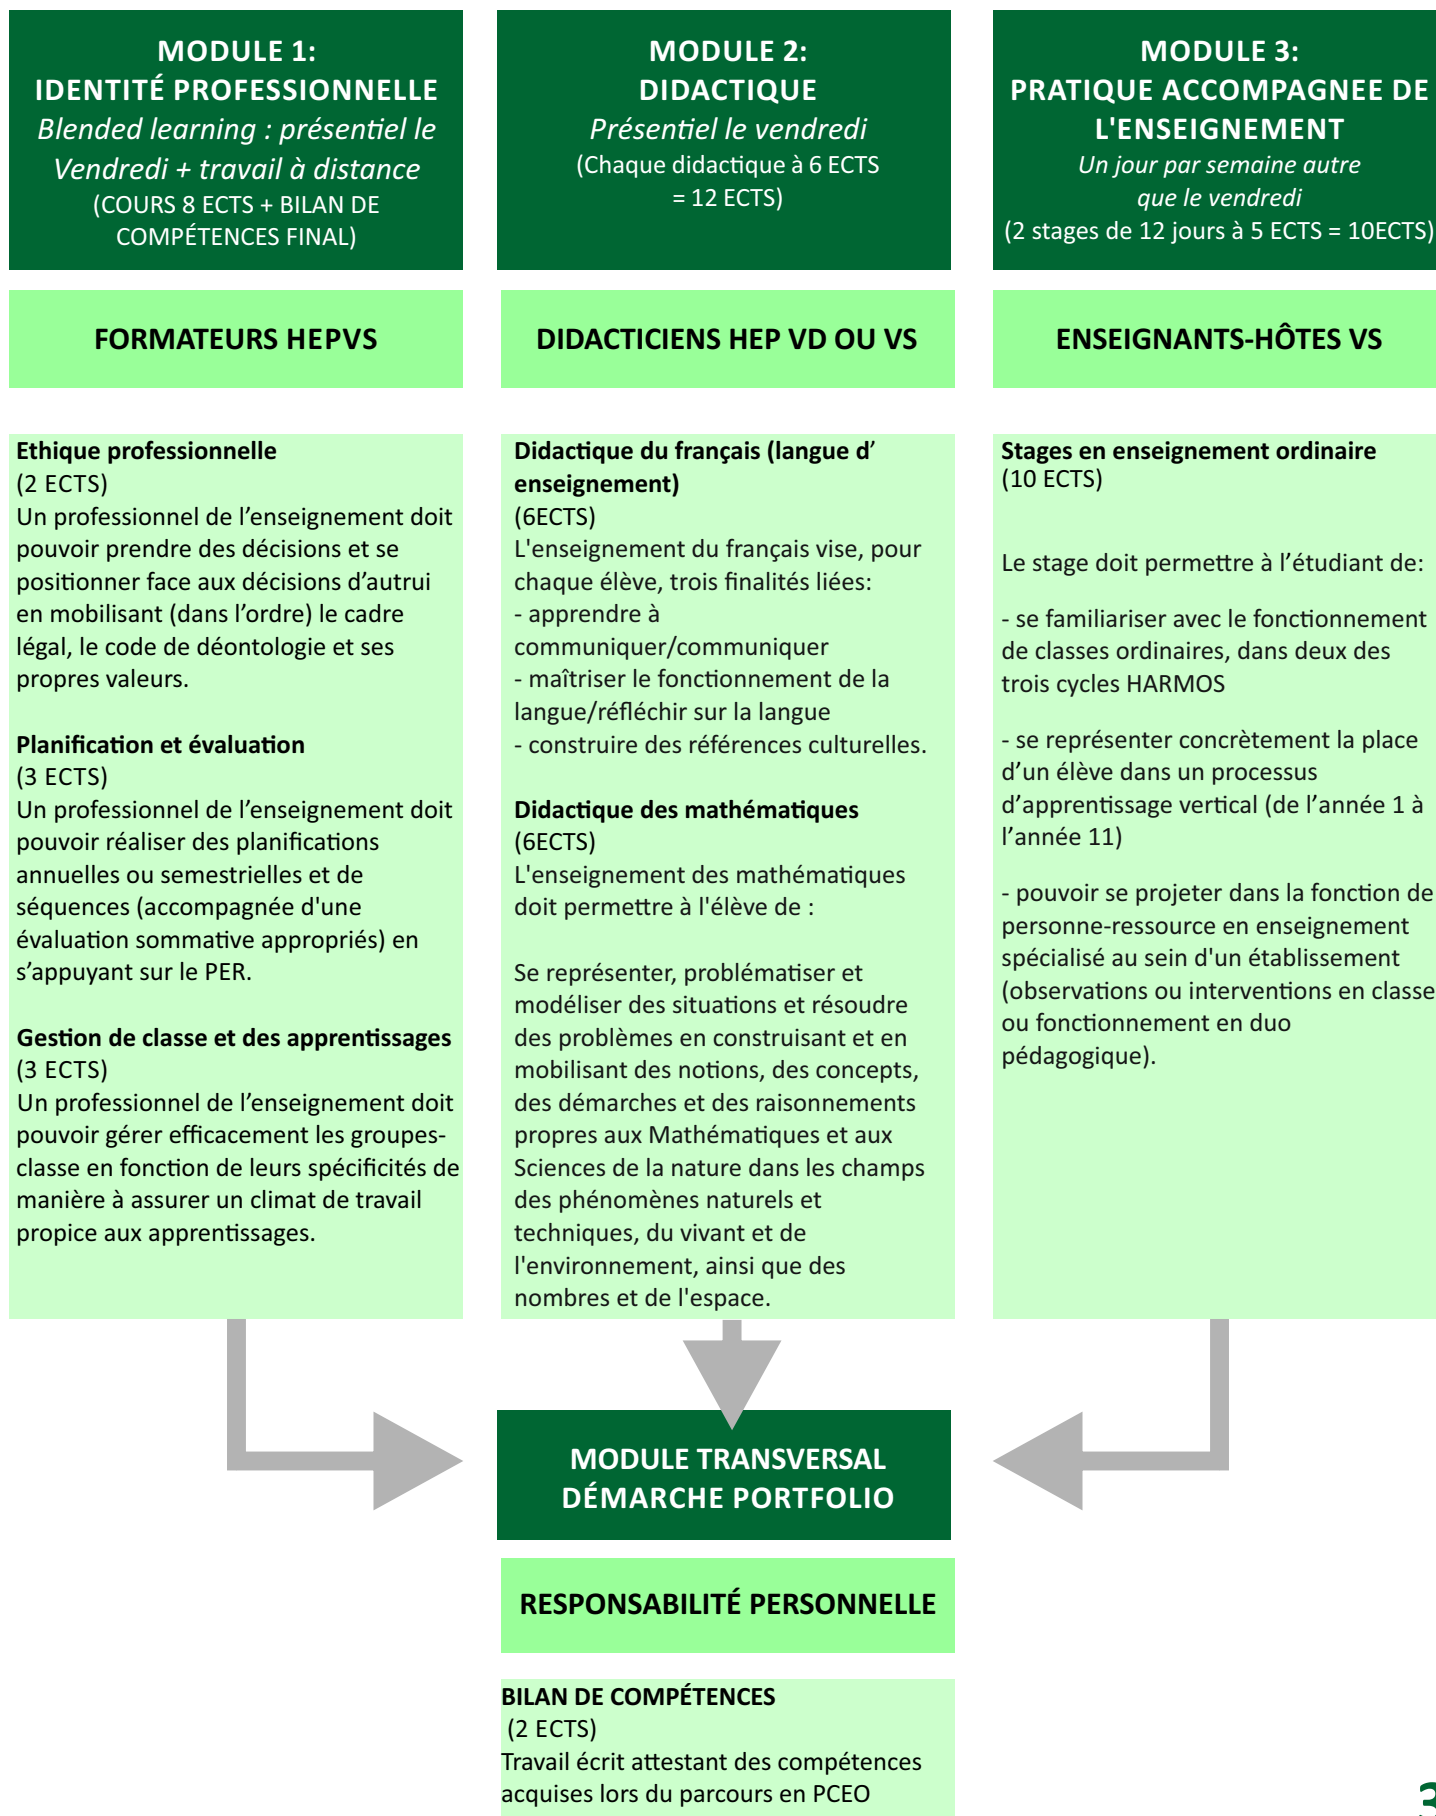 MODULE 1:
IDENTITÉ PROFESSIONNELLE
Blended learning : présentiel le
Vendredi + travail à distance
(COURS 8 ECTS + BILAN DE
COMPÉTENCES FINAL)
FORMATEURS HEPVS
Ethique professionnelle
(2 ECTS)
Un professionnel de l’enseignement doit
pouvoir prendre des décisions et se
positionner face aux décisions d’autrui
en mobilisant (dans l’ordre) le cadre
légal, le code de déontologie et ses
propres valeurs.
Planification et évaluation
(3 ECTS)
Un professionnel de l’enseignement doit
pouvoir réaliser des planifications
annuelles ou semestrielles et de
séquences (accompagnée d'une
évaluation sommative appropriés) en
s’appuyant sur le PER.
Gestion de classe et des apprentissages
(3 ECTS)
Un professionnel de l’enseignement doit
pouvoir gérer efficacement les groupes-
classe en fonction de leurs spécificités de
manière à assurer un climat de travail
propice aux apprentissages.
MODULE 2:
DIDACTIQUE
Présentiel le vendredi
(Chaque didactique à 6 ECTS
= 12 ECTS)
DIDACTICIENS HEP VD OU VS
Didactique du français (langue d’
enseignement)
(6ECTS)
L'enseignement du français vise, pour
chaque élève, trois finalités liées:
- apprendre à
communiquer/communiquer
- maîtriser le fonctionnement de la
langue/réfléchir sur la langue
- construire des références culturelles.
Didactique des mathématiques
(6ECTS)
L'enseignement des mathématiques
doit permettre à l'élève de :
Se représenter, problématiser et
modéliser des situations et résoudre
des problèmes en construisant et en
mobilisant des notions, des concepts,
des démarches et des raisonnements
propres aux Mathématiques et aux
Sciences de la nature dans les champs
des phénomènes naturels et
techniques, du vivant et de
l'environnement, ainsi que des
nombres et de l'espace.
MODULE 3:
PRATIQUE ACCOMPAGNEE DE
L'ENSEIGNEMENT
Un jour par semaine autre
que le vendredi
(2 stages de 12 jours à 5 ECTS = 10ECTS)
ENSEIGNANTS-HÔTES VS
Stages en enseignement ordinaire
(10 ECTS)
Le stage doit permettre à l’étudiant de:
- se familiariser avec le fonctionnement
de classes ordinaires, dans deux des
trois cycles HARMOS
- se représenter concrètement la place
d’un élève dans un processus
d’apprentissage vertical (de l’année 1 à
l’année 11)
- pouvoir se projeter dans la fonction de
personne-ressource en enseignement
spécialisé au sein d'un établissement
(observations ou interventions en classe
ou fonctionnement en duo
pédagogique).
MODULE TRANSVERSAL
DÉMARCHE PORTFOLIO
RESPONSABILITÉ PERSONNELLE
BILAN DE COMPÉTENCES
(2 ECTS)
Travail écrit attestant des compétences
acquises lors du parcours en PCEO